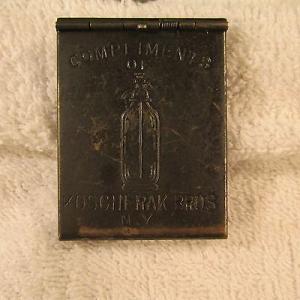 COMPLIMENTS
OF
KOSCHERAK BROS
N.Y.